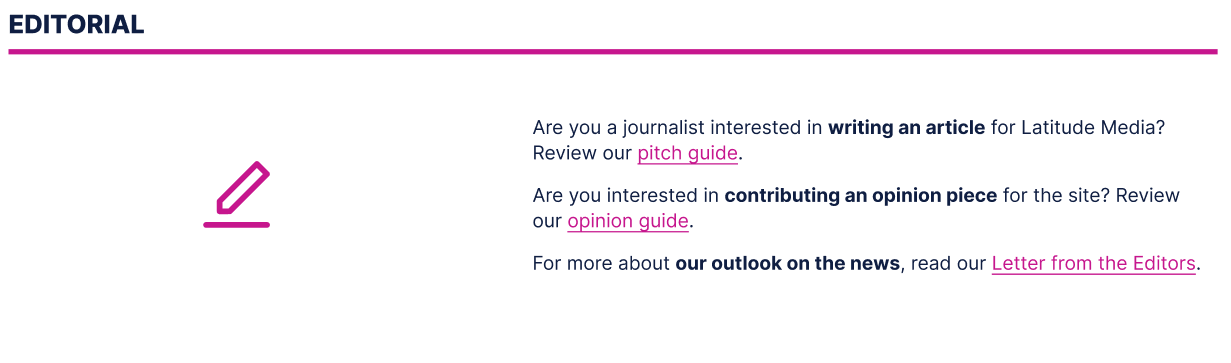 EDITORIAL
Are you a journalist interested in writing an article for Latitude Media?
Review our pitch guide.
Are you interested in contributing an opinion piece for the site? Review
our opinion guide.
For more about our outlook on the news, read our Letter from the Editors.